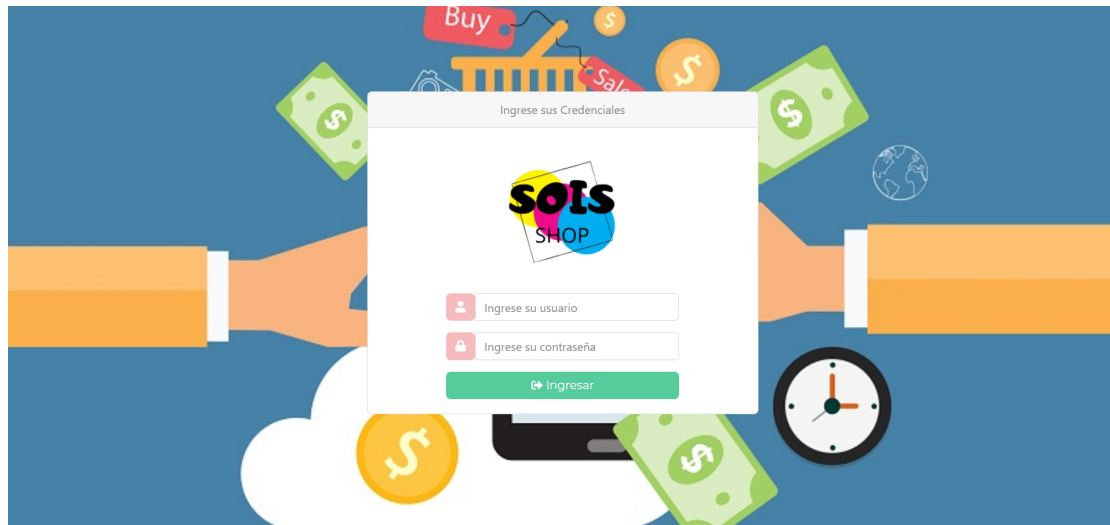 Buy
$
$
Sale
$
$
Ingrese sus Credenciales
SOIS
SHOP
Ingrese su usuario
Ingrese su contraseña
Ingresar
$
$